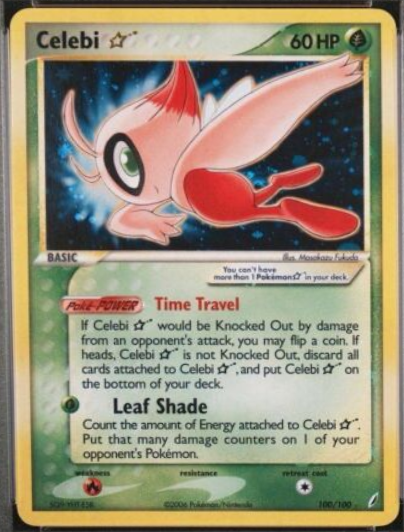 Celebi ☆ 60 HP
BASIC Illus. Masakazu Fukuda
You can't have
more than 1 Pokémon ☆ in your deck.
Poké-POWER Time Travel
If Celebi ☆ would be Knocked Out by damage
from an opponent's attack, you may flip a coin. If
heads, Celebi ☆ is not Knocked Out, discard all
cards attached to Celebi ☆, and put Celebi ☆ on
the bottom of your deck.
Leaf Shade
Count the amount of Energy attached to Celebi ☆.
Put that many damage counters on 1 of your
opponent's Pokémon.
weakness resistance retreat cost
©2006 Pokémon/Nintendo 100/100